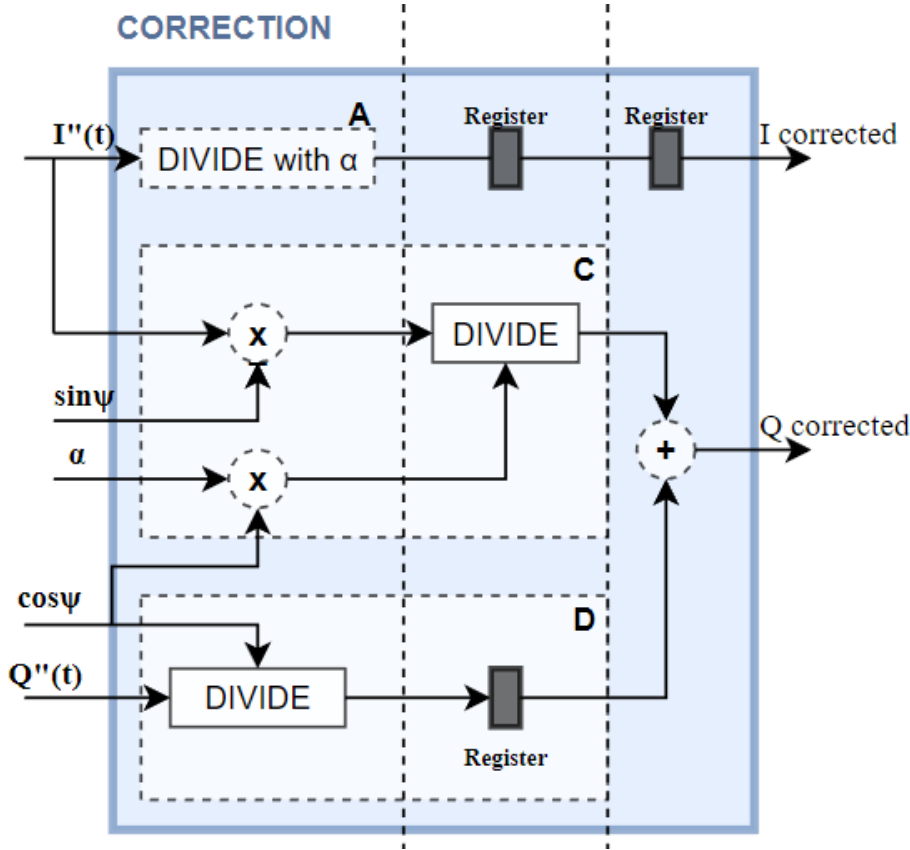 CORRECTION
A
I"(t)
DIVIDE with α
Register
Register
I corrected
C
x
DIVIDE
sinψ
α
x
+
Q corrected
cosψ
D
Q"(t)
DIVIDE
Register